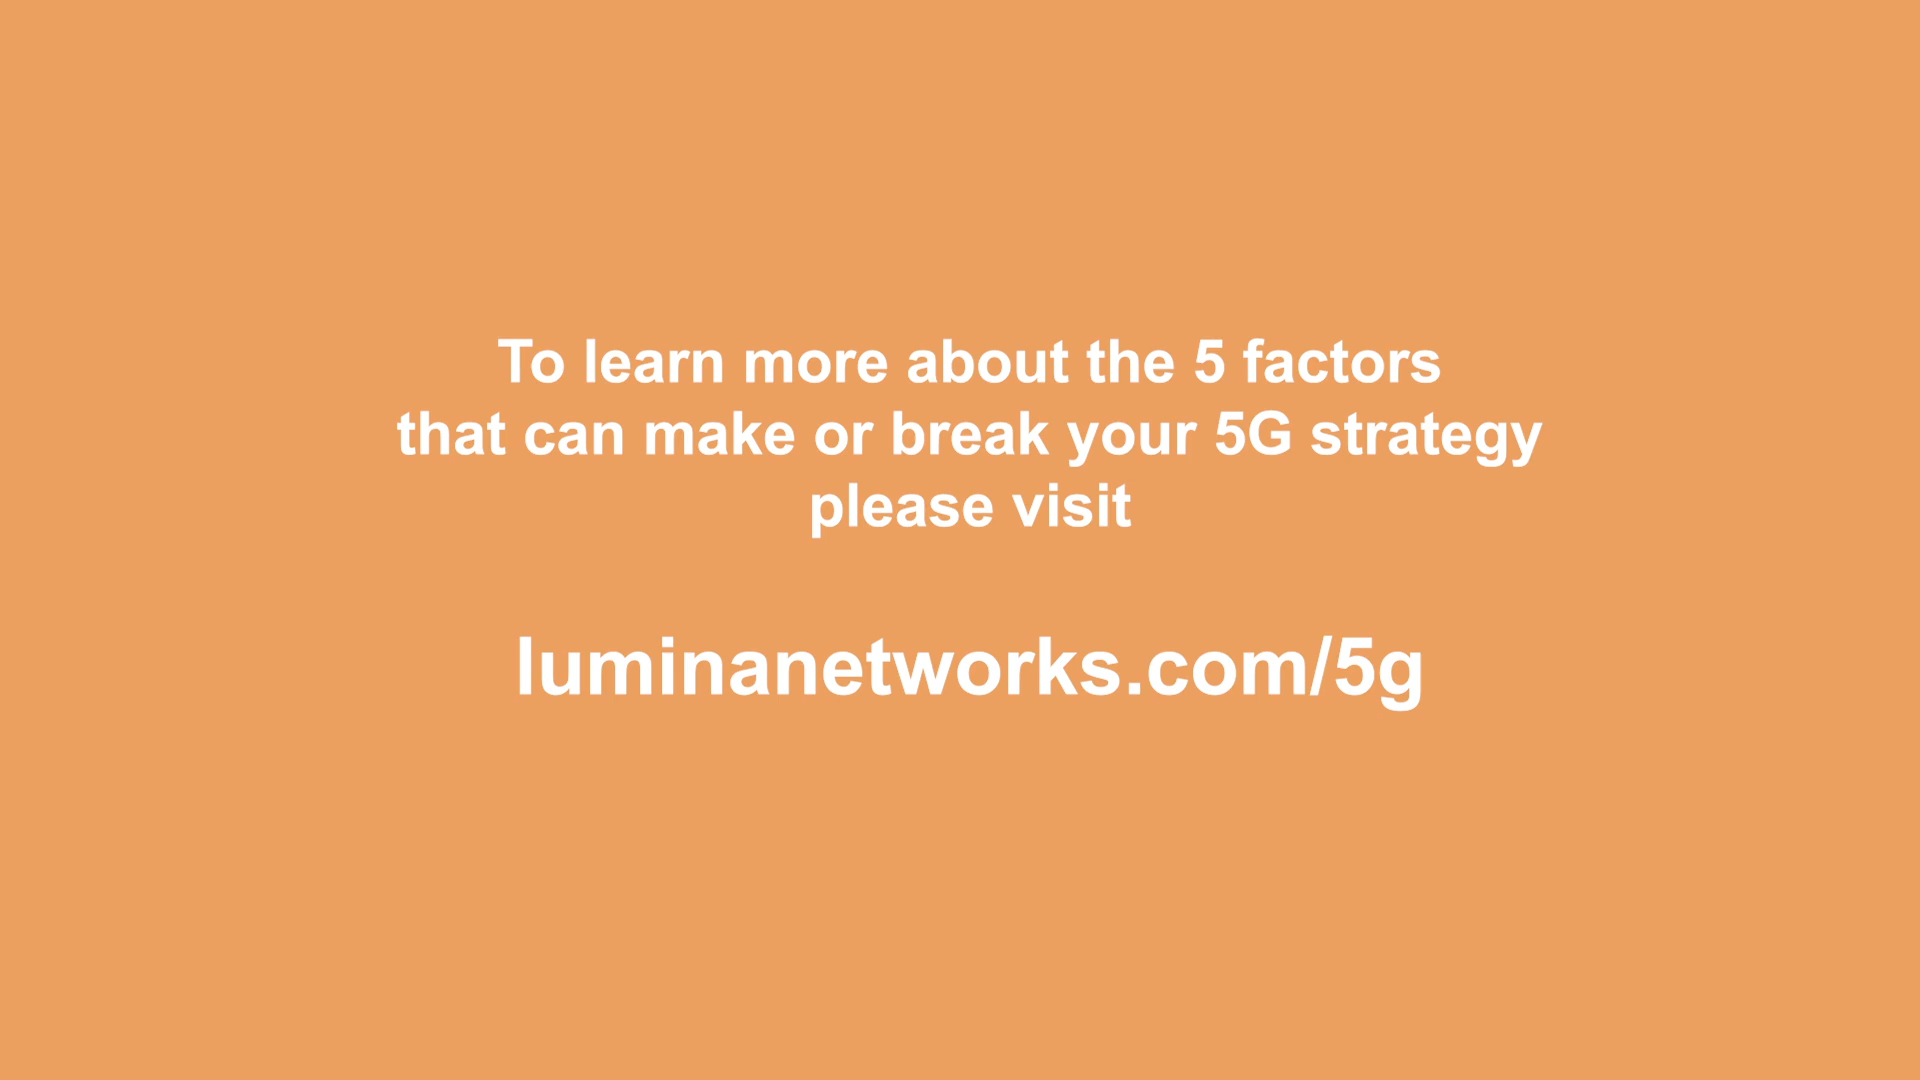 To learn more about the 5 factors
that can make or break your 5G strategy
please visit
luminanetworks.com/5g